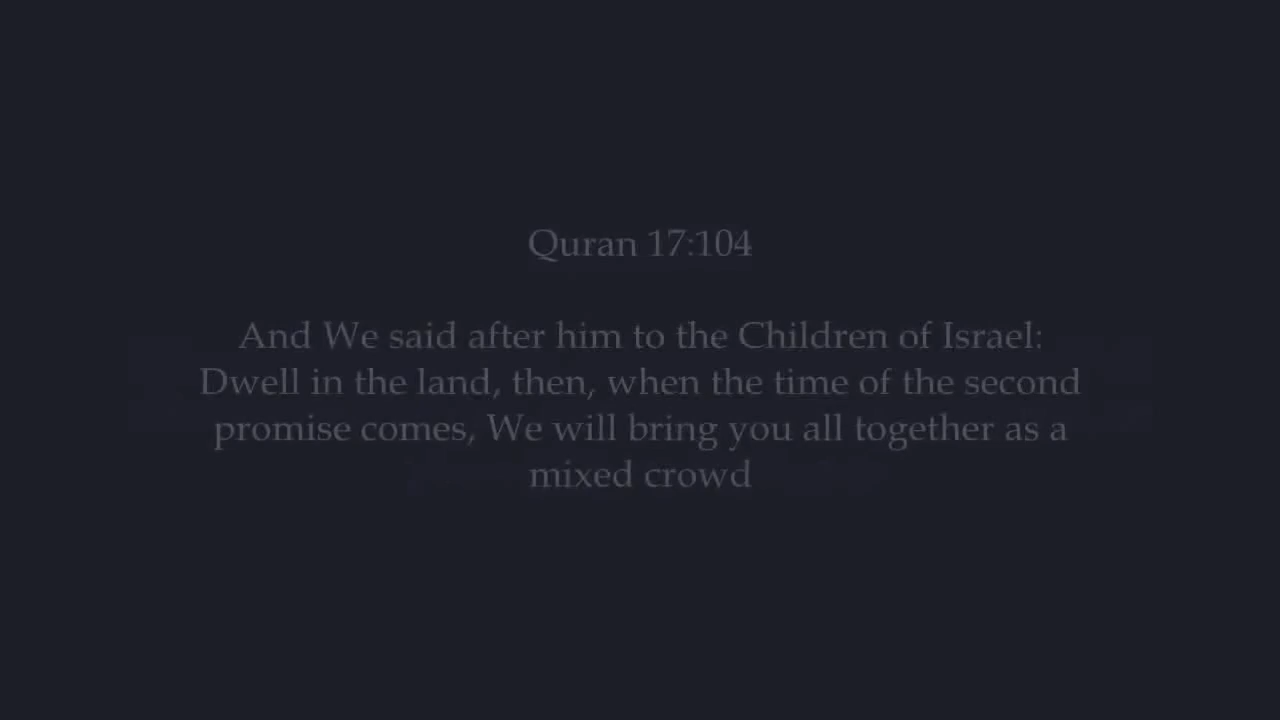 Quran 17:104
And We said after him to the Children of Israel:
Dwell in the land, then, when the time of the second
promise comes, We will bring you all together as a
mixed crowd